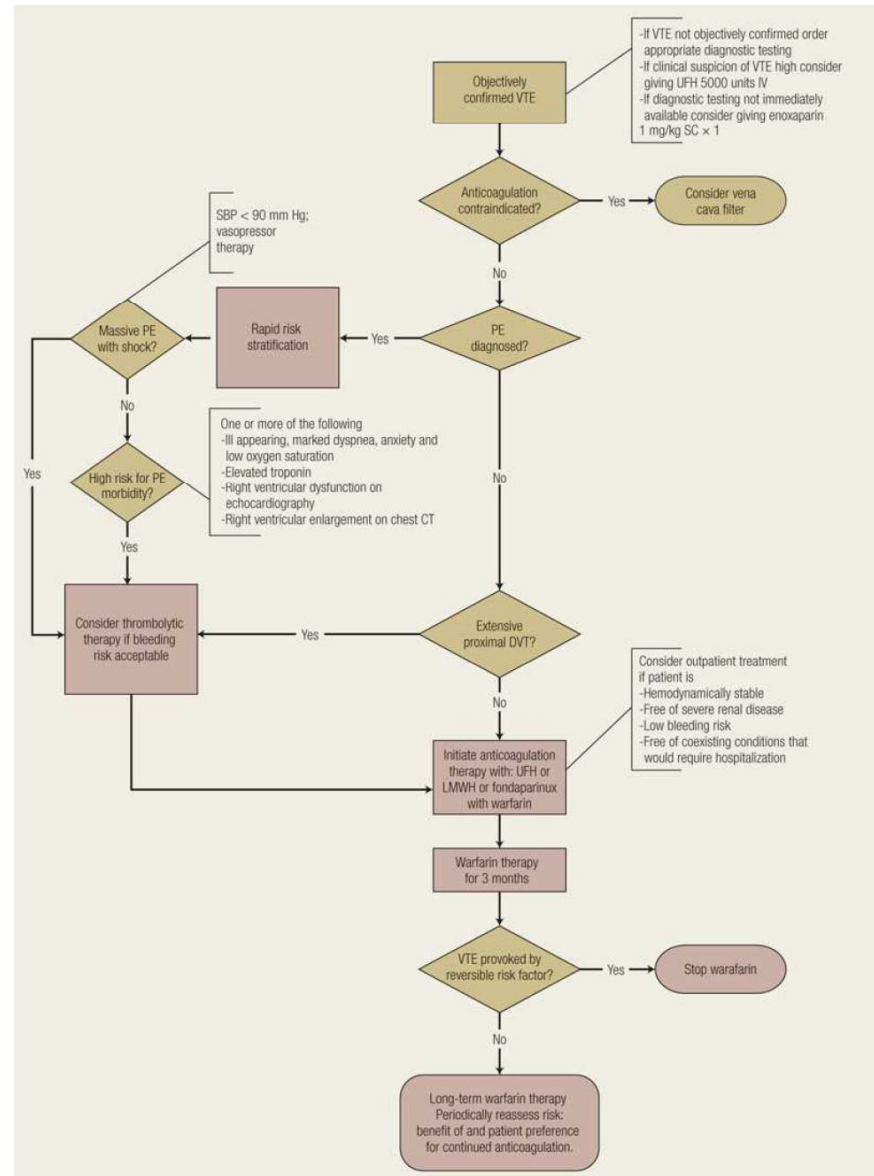 -If VTE not objectively confirmed order
appropriate diagnostic testing
-If clinical suspicion of VTE high consider
giving UFH 5000 units IV
-If diagnostic testing not immediately
available consider giving enoxaparin
1 mg/kg SC × 1
Objectively
confirmed VTE
Anticoagulation
contraindicated?
Yes
Consider vena
cava filter
No
SBP < 90 mm Hg;
vasopressor
therapy
PE
diagnosed?
Yes
Rapid risk
stratification
Massive PE
with shock?
No
Yes
One or more of the following
-Ill appearing, marked dyspnea, anxiety and
low oxygen saturation
-Elevated troponin
-Right ventricular dysfunction on
echocardiography
-Right ventricular enlargement on chest CT
High risk for PE
morbidity?
Yes
No
Consider thrombolytic
therapy if bleeding
risk acceptable
Yes
Extensive
proximal DVT?
No
Consider outpatient treatment
if patient is
-Hemodynamically stable
-Free of severe renal disease
-Low bleeding risk
-Free of coexisting conditions that
would require hospitalization
Initiate anticoagulation
therapy with: UFH or
LMWH or fondaparinux
with warfarin
Warfarin therapy
for 3 months
VTE provoked by
reversible risk factor?
Yes
Stop warafarin
No
Long-term warfarin therapy
Periodically reassess risk:
benefit of and patient preference
for continued anticoagulation.